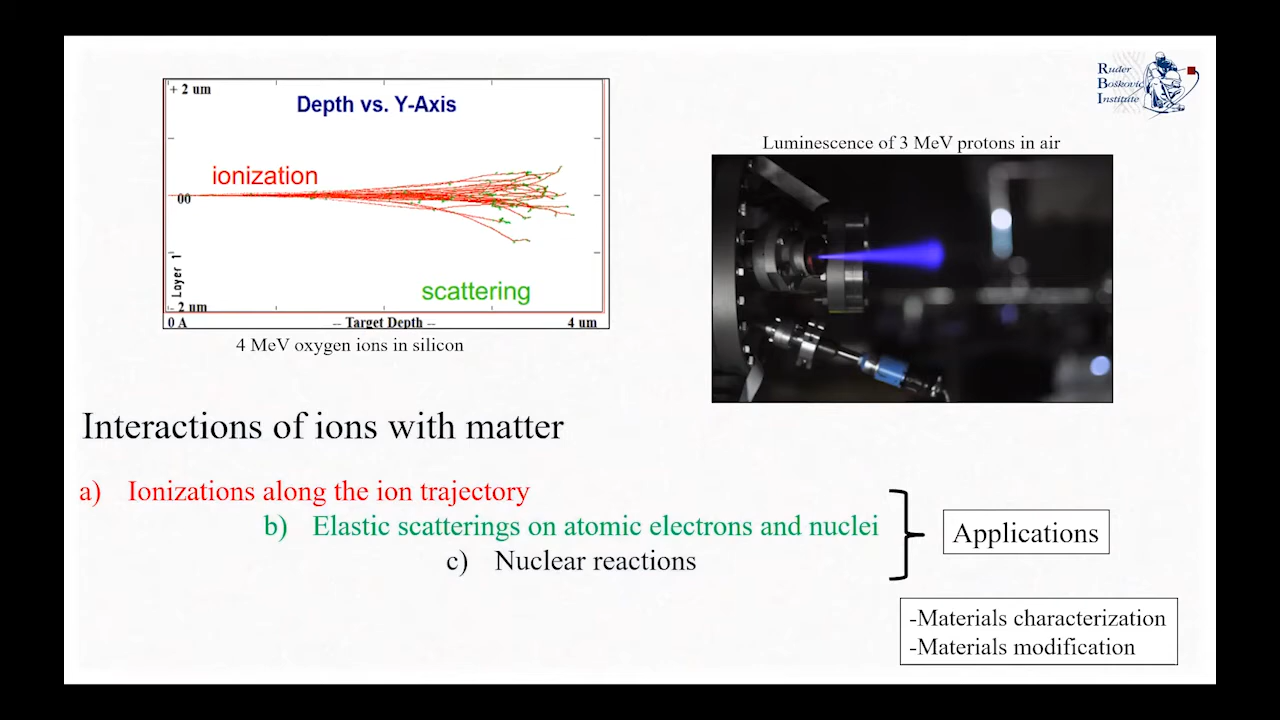 + 2 um
Depth vs. Y-Axis
ionization
00
Layer 1
scattering
- 2 um
0 A
-- Target Depth --
4 um
4 MeV oxygen ions in silicon
Ruđer
Bošković
Institute
Luminescence of 3 MeV protons in air
Interactions of ions with matter
a) Ionizations along the ion trajectory
b) Elastic scatterings on atomic electrons and nuclei
c) Nuclear reactions
Applications
-Materials characterization
-Materials modification